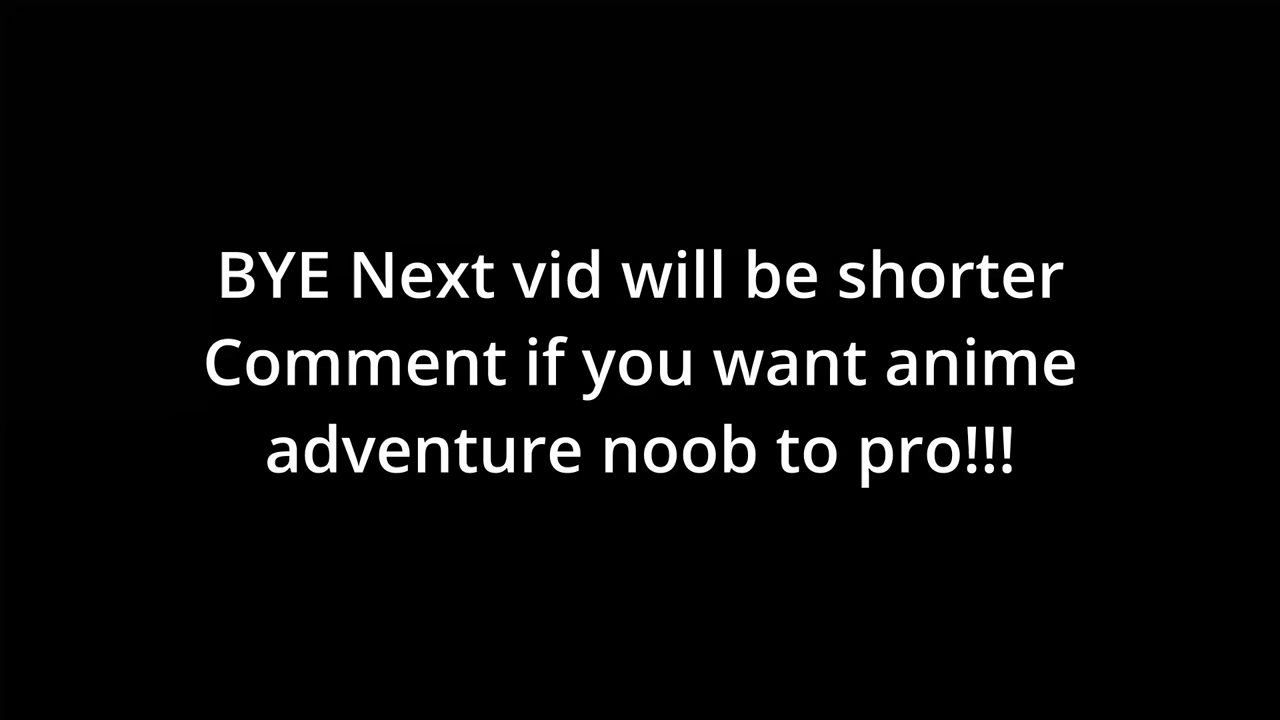 BYE Next vid will be shorter
Comment if you want anime
adventure noob to pro!!!